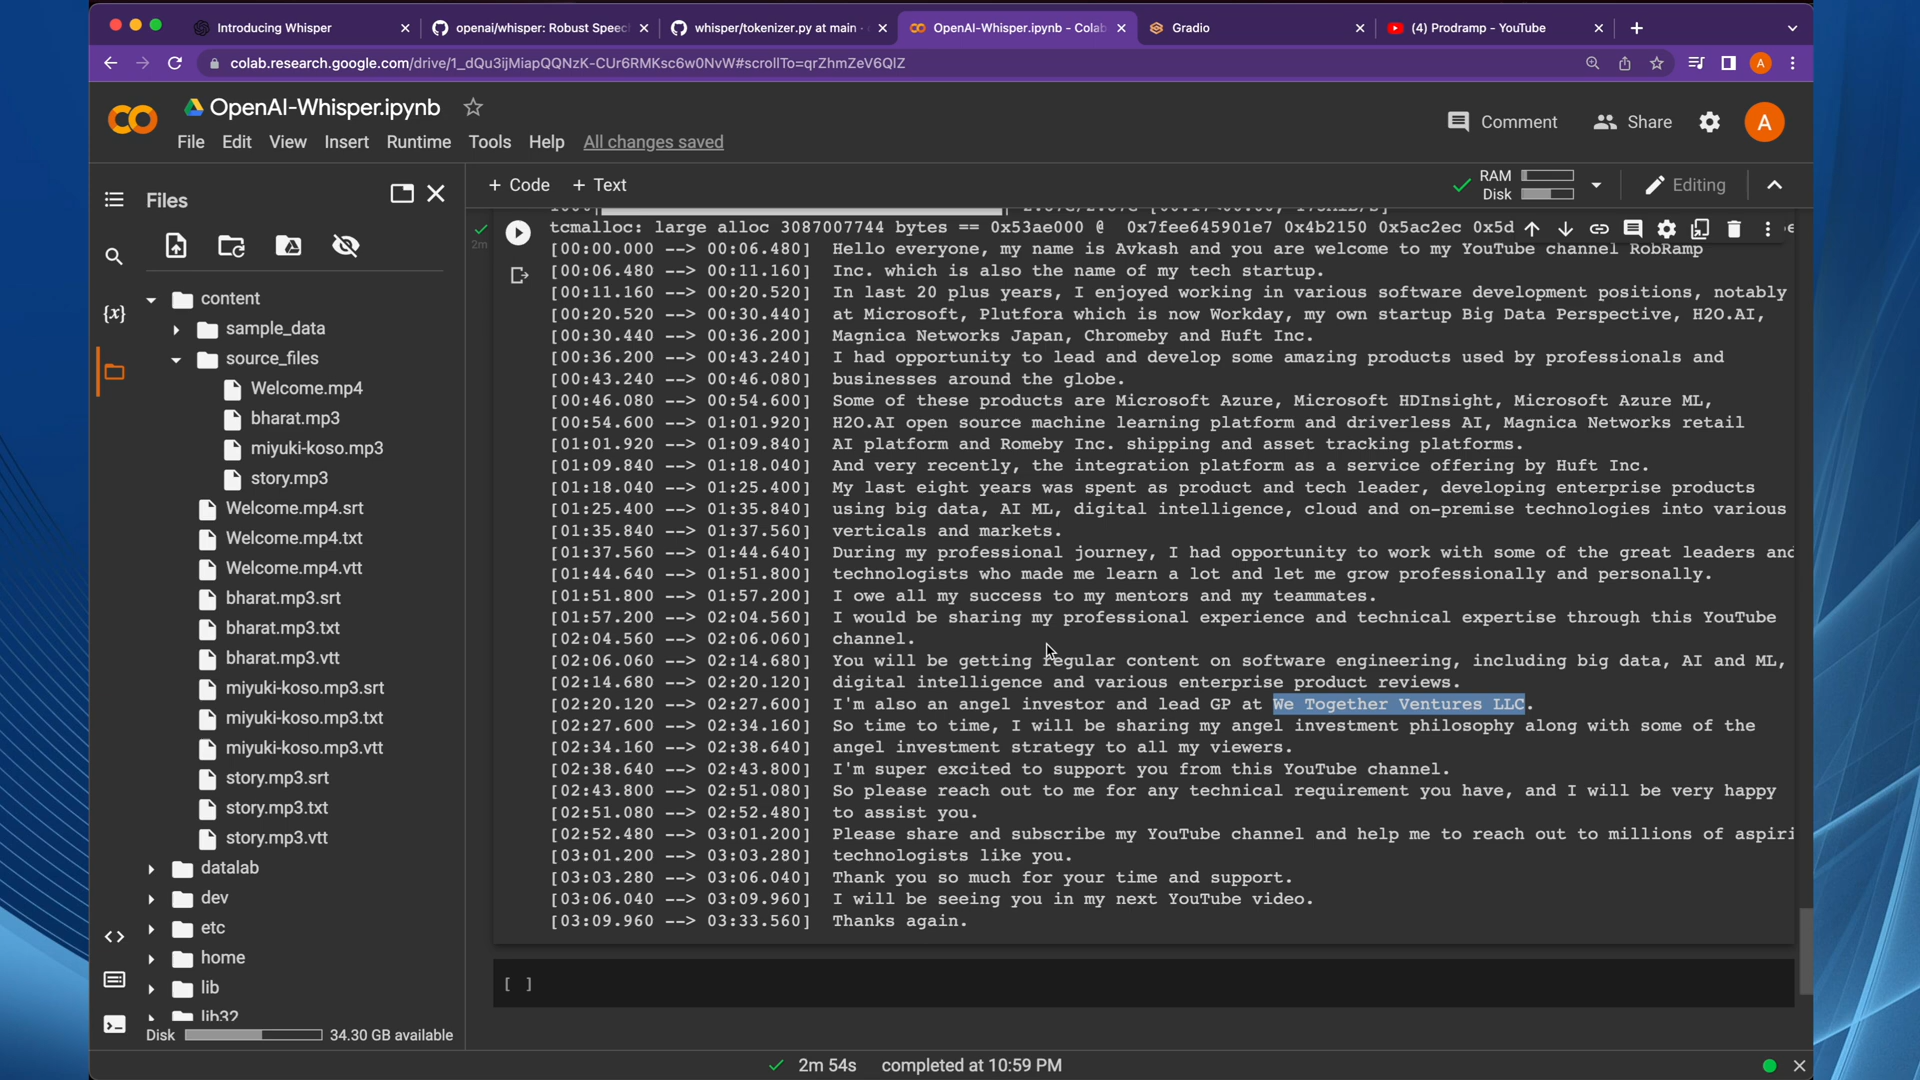 Introducing Whisper
openai/whisper: Robust Speec
whisper/tokenizer.py at main ·
OpenAI-Whisper.ipynb - Colab
Gradio
(4) Prodramp - YouTube
colab.research.google.com/drive/1_dQu3ijMiapQQNzK-CUr6RMKsc6w0NvW#scrollTo=qrZhmZeV6QIZ
A
OpenAI-Whisper.ipynb
Comment
Share
A
File Edit View Insert Runtime Tools Help All changes saved
Files
+ Code + Text
RAM
Disk
Editing
2m
tcmalloc: large alloc 3087007744 bytes == 0x53ae000 @ 0x7fee645901e7 0x4b2150 0x5ac2ec 0x5d
[00:00.000 --> 00:06.480] Hello everyone, my name is Avkash and you are welcome to my YouTube channel RobRamp
[00:06.480 --> 00:11.160] Inc. which is also the name of my tech startup.
[00:11.160 --> 00:20.520] In last 20 plus years, I enjoyed working in various software development positions, notably
[00:20.520 --> 00:30.440] at Microsoft, Plutfora which is now Workday, my own startup Big Data Perspective, H2O.AI,
[00:30.440 --> 00:36.200] Magnica Networks Japan, Chromeby and Huft Inc.
[00:36.200 --> 00:43.240] I had opportunity to lead and develop some amazing products used by professionals and
[00:43.240 --> 00:46.080] businesses around the globe.
[00:46.080 --> 00:54.600] Some of these products are Microsoft Azure, Microsoft HDInsight, Microsoft Azure ML,
[00:54.600 --> 01:01.920] H2O.AI open source machine learning platform and driverless AI, Magnica Networks retail
[01:01.920 --> 01:09.840] AI platform and Romeby Inc. shipping and asset tracking platforms.
[01:09.840 --> 01:18.040] And very recently, the integration platform as a service offering by Huft Inc.
[01:18.040 --> 01:25.400] My last eight years was spent as product and tech leader, developing enterprise products
[01:25.400 --> 01:35.840] using big data, AI ML, digital intelligence, cloud and on-premise technologies into various
[01:35.840 --> 01:37.560] verticals and markets.
[01:37.560 --> 01:44.640] During my professional journey, I had opportunity to work with some of the great leaders and
[01:44.640 --> 01:51.800] technologists who made me learn a lot and let me grow professionally and personally.
[01:51.800 --> 01:57.200] I owe all my success to my mentors and my teammates.
[01:57.200 --> 02:04.560] I would be sharing my professional experience and technical expertise through this YouTube
[02:04.560 --> 02:06.060] channel.
[02:06.060 --> 02:14.680] You will be getting regular content on software engineering, including big data, AI and ML,
[02:14.680 --> 02:20.120] digital intelligence and various enterprise product reviews.
[02:20.120 --> 02:27.600] I'm also an angel investor and lead GP at We Together Ventures LLC.
[02:27.600 --> 02:34.160] So time to time, I will be sharing my angel investment philosophy along with some of the
[02:34.160 --> 02:38.640] angel investment strategy to all my viewers.
[02:38.640 --> 02:43.800] I'm super excited to support you from this YouTube channel.
[02:43.800 --> 02:51.080] So please reach out to me for any technical requirement you have, and I will be very happy
[02:51.080 --> 02:52.480] to assist you.
[02:52.480 --> 03:01.200] Please share and subscribe my YouTube channel and help me to reach out to millions of aspiri
[03:01.200 --> 03:03.280] technologists like you.
[03:03.280 --> 03:06.040] Thank you so much for your time and support.
[03:06.040 --> 03:09.960] I will be seeing you in my next YouTube video.
[03:09.960 --> 03:33.560] Thanks again.
[ ]
{x}
content
sample_data
source_files
Welcome.mp4
bharat.mp3
miyuki-koso.mp3
story.mp3
Welcome.mp4.srt
Welcome.mp4.txt
Welcome.mp4.vtt
bharat.mp3.srt
bharat.mp3.txt
bharat.mp3.vtt
miyuki-koso.mp3.srt
miyuki-koso.mp3.txt
miyuki-koso.mp3.vtt
story.mp3.srt
story.mp3.txt
story.mp3.vtt
datalab
dev
etc
home
lib
lib32
Disk 34.30 GB available
2m 54s completed at 10:59 PM